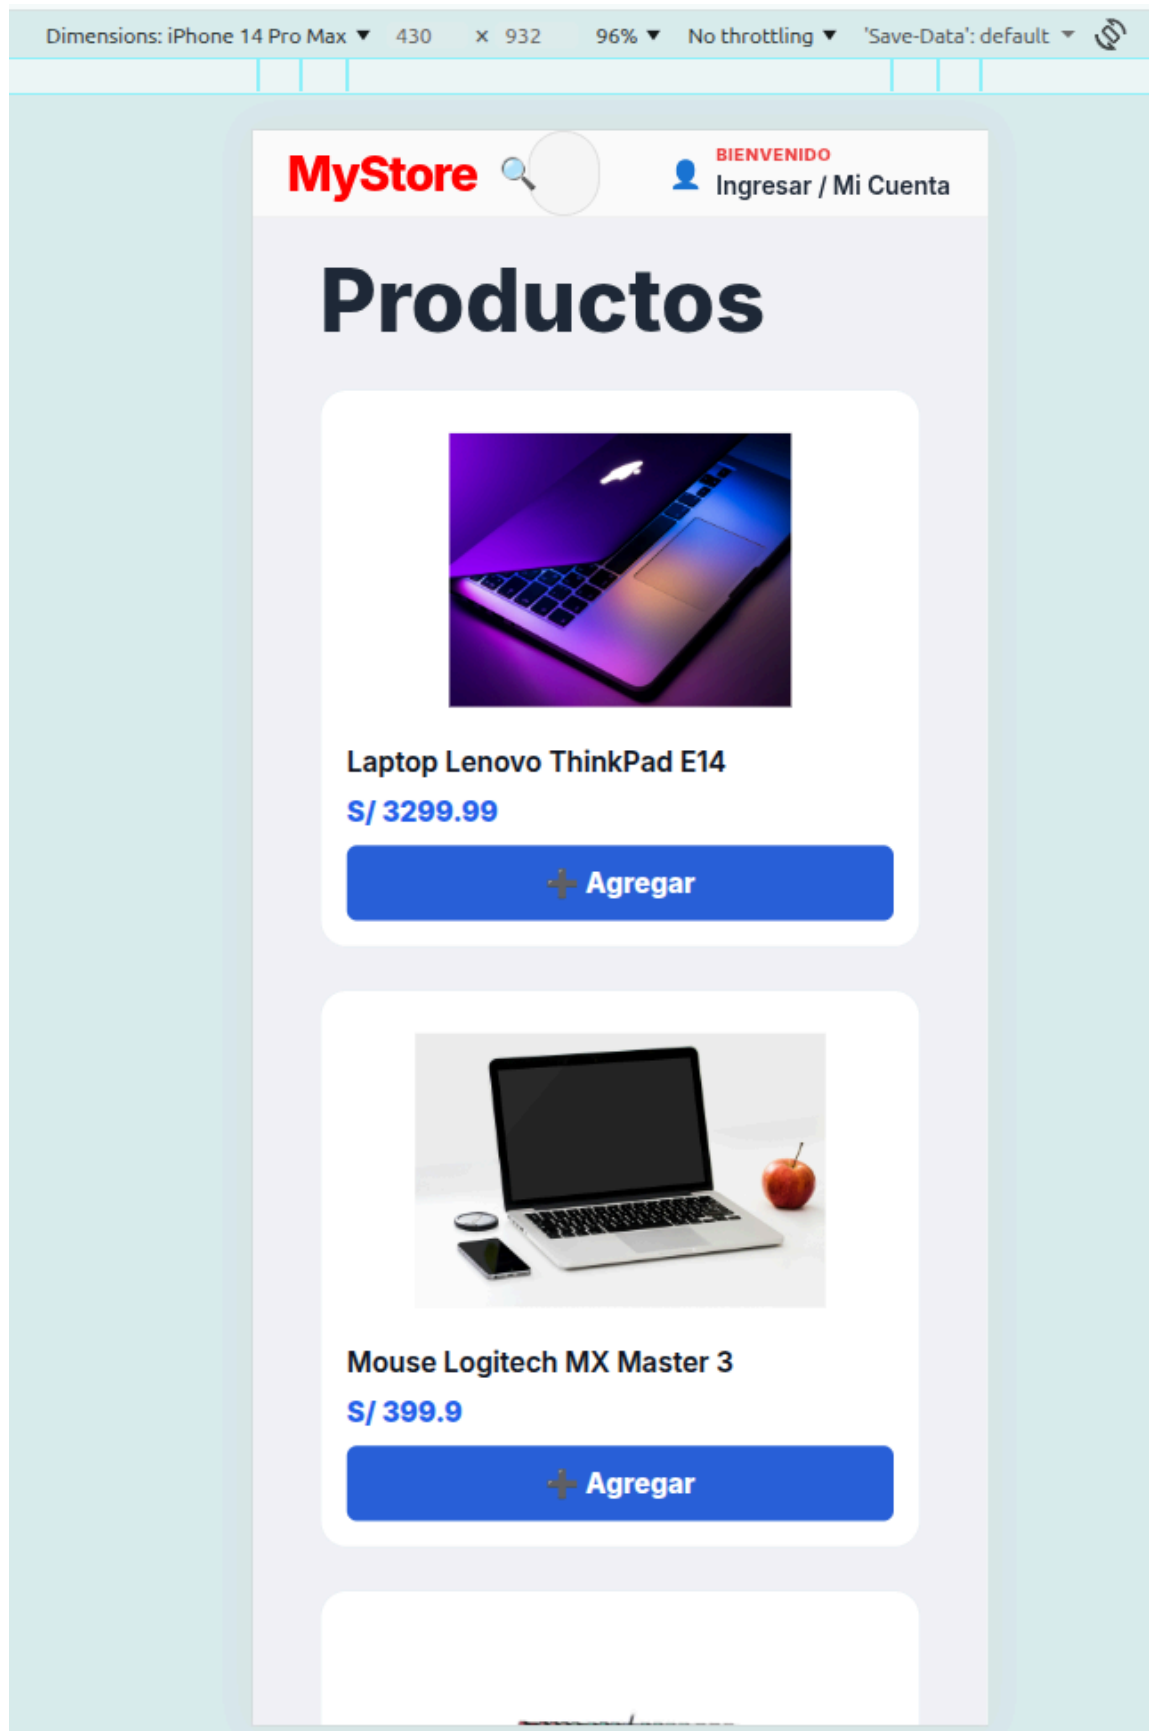 Dimensions: iPhone 14 Pro Max ▼ 430 × 932 96% ▼ No throttling ▼ 'Save-Data': default ▼
MyStore 🔍
👤 BIENVENIDO
Ingresar / Mi Cuenta
Productos
Laptop Lenovo ThinkPad E14
S/ 3299.99
➕ Agregar
Mouse Logitech MX Master 3
S/ 399.9
➕ Agregar